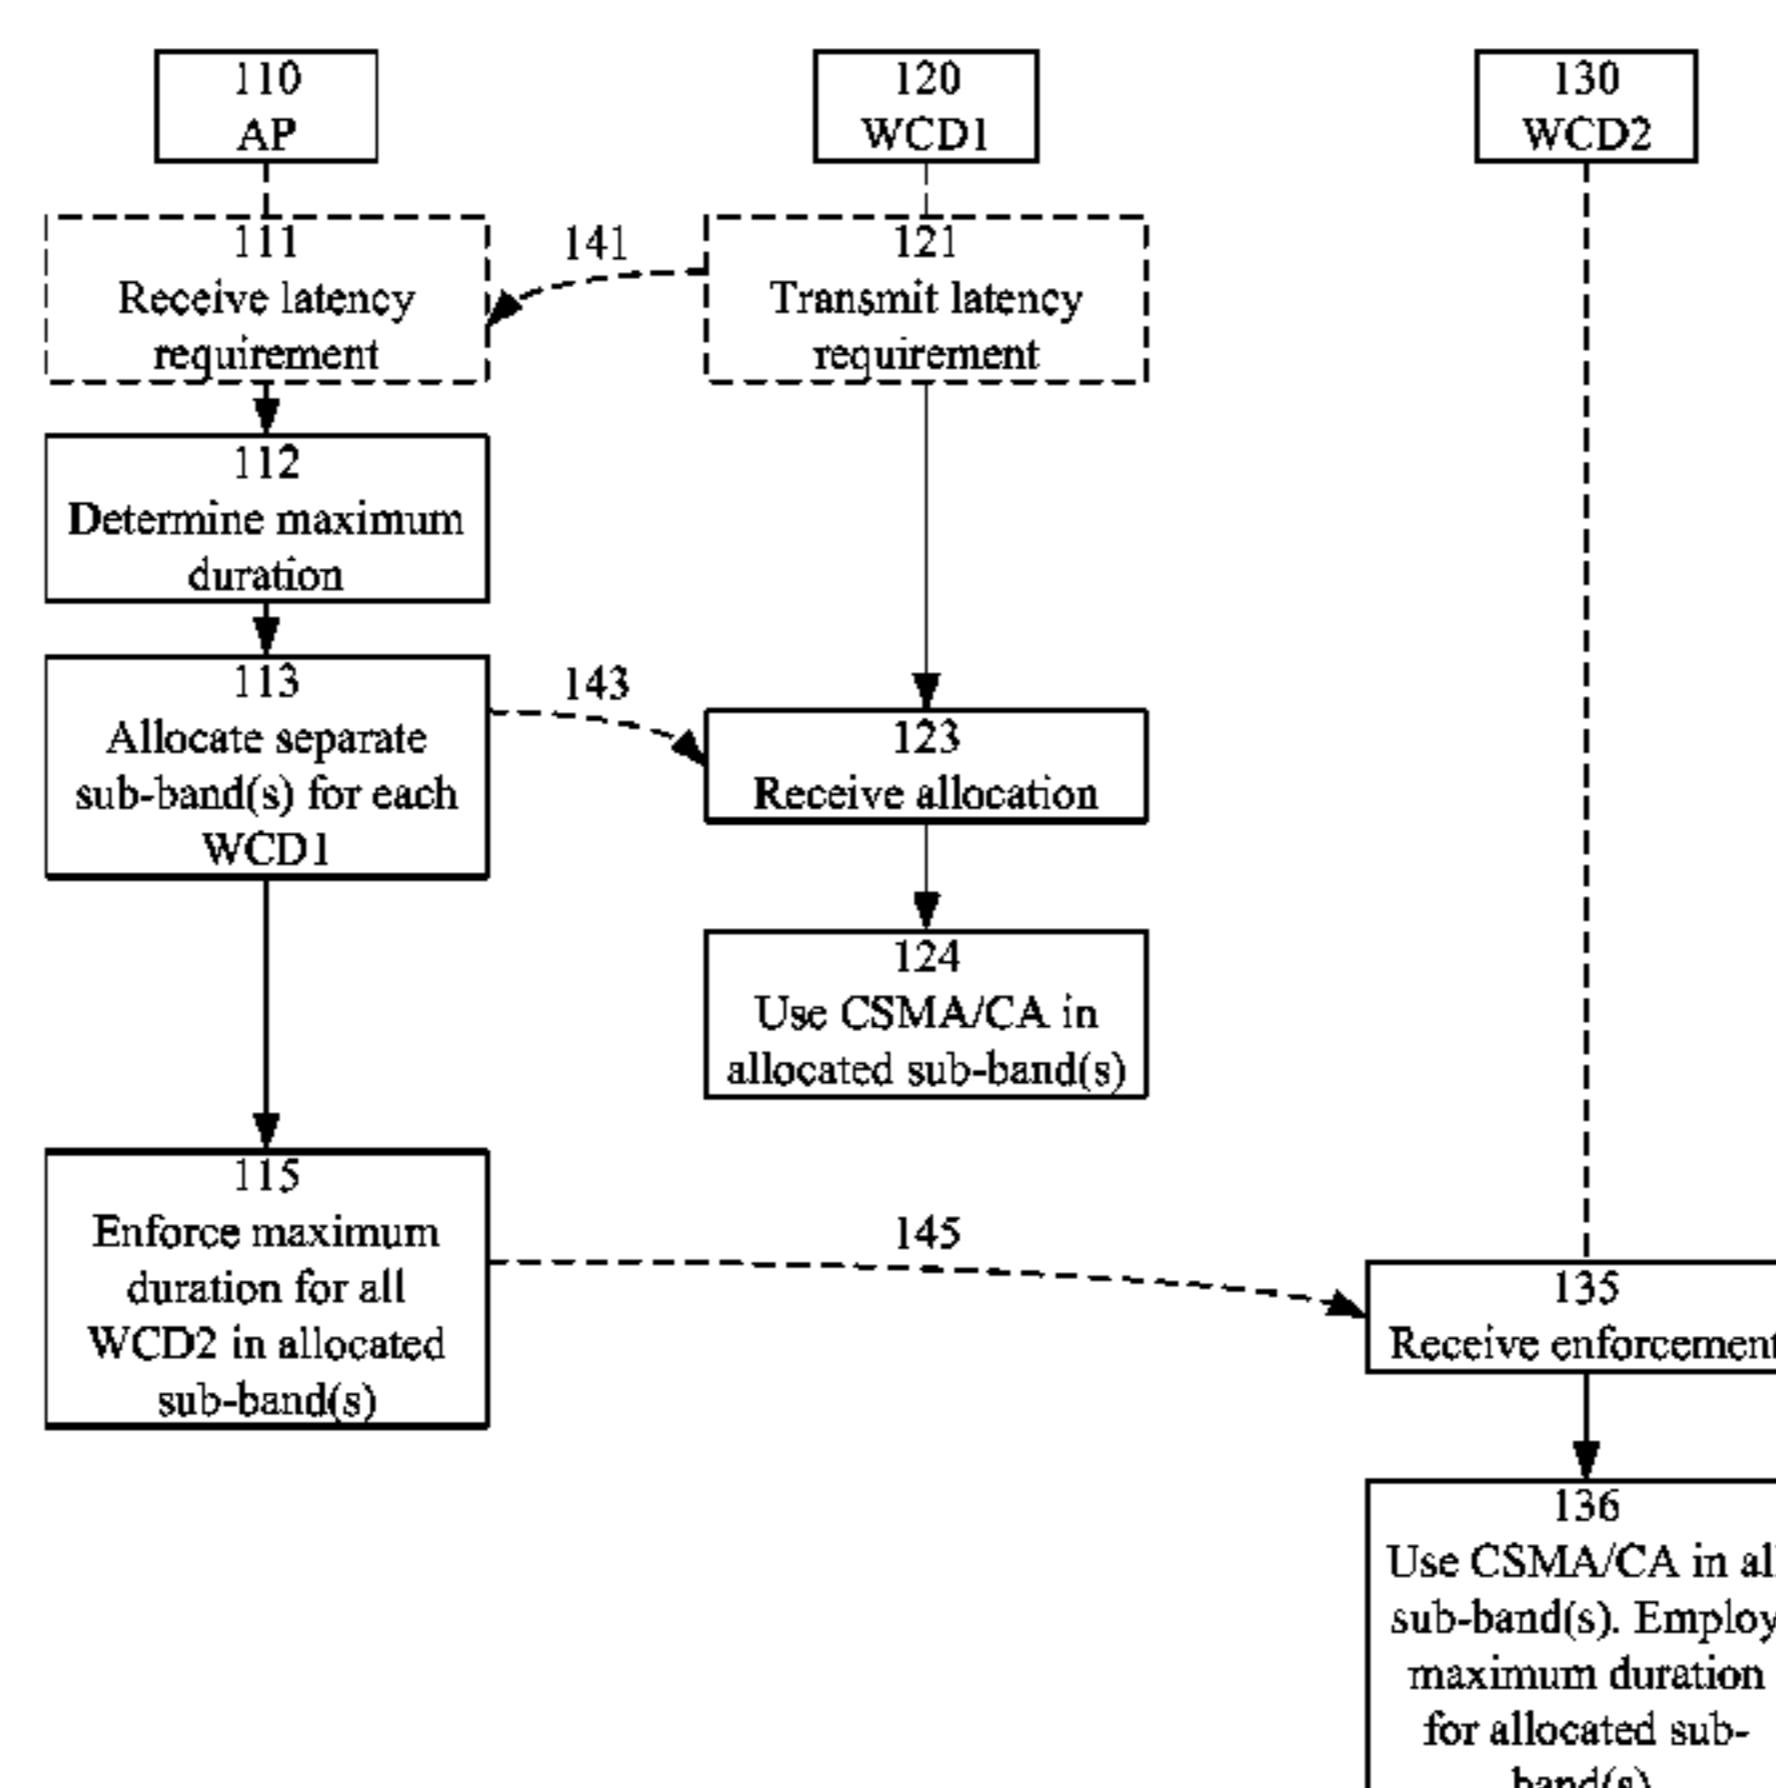 110
AP
120
WCD1
130
WCD2
111
Receive latency
requirement
141
121
Transmit latency
requirement
112
Determine maximum
duration
113
Allocate separate
sub-band(s) for each
WCD1
143
123
Receive allocation
124
Use CSMA/CA in
allocated sub-band(s)
115
Enforce maximum
duration for all
WCD2 in allocated
sub-band(s)
145
135
Receive enforcement
136
Use CSMA/CA in all
sub-band(s). Employ
maximum duration
for allocated sub-
band(s)